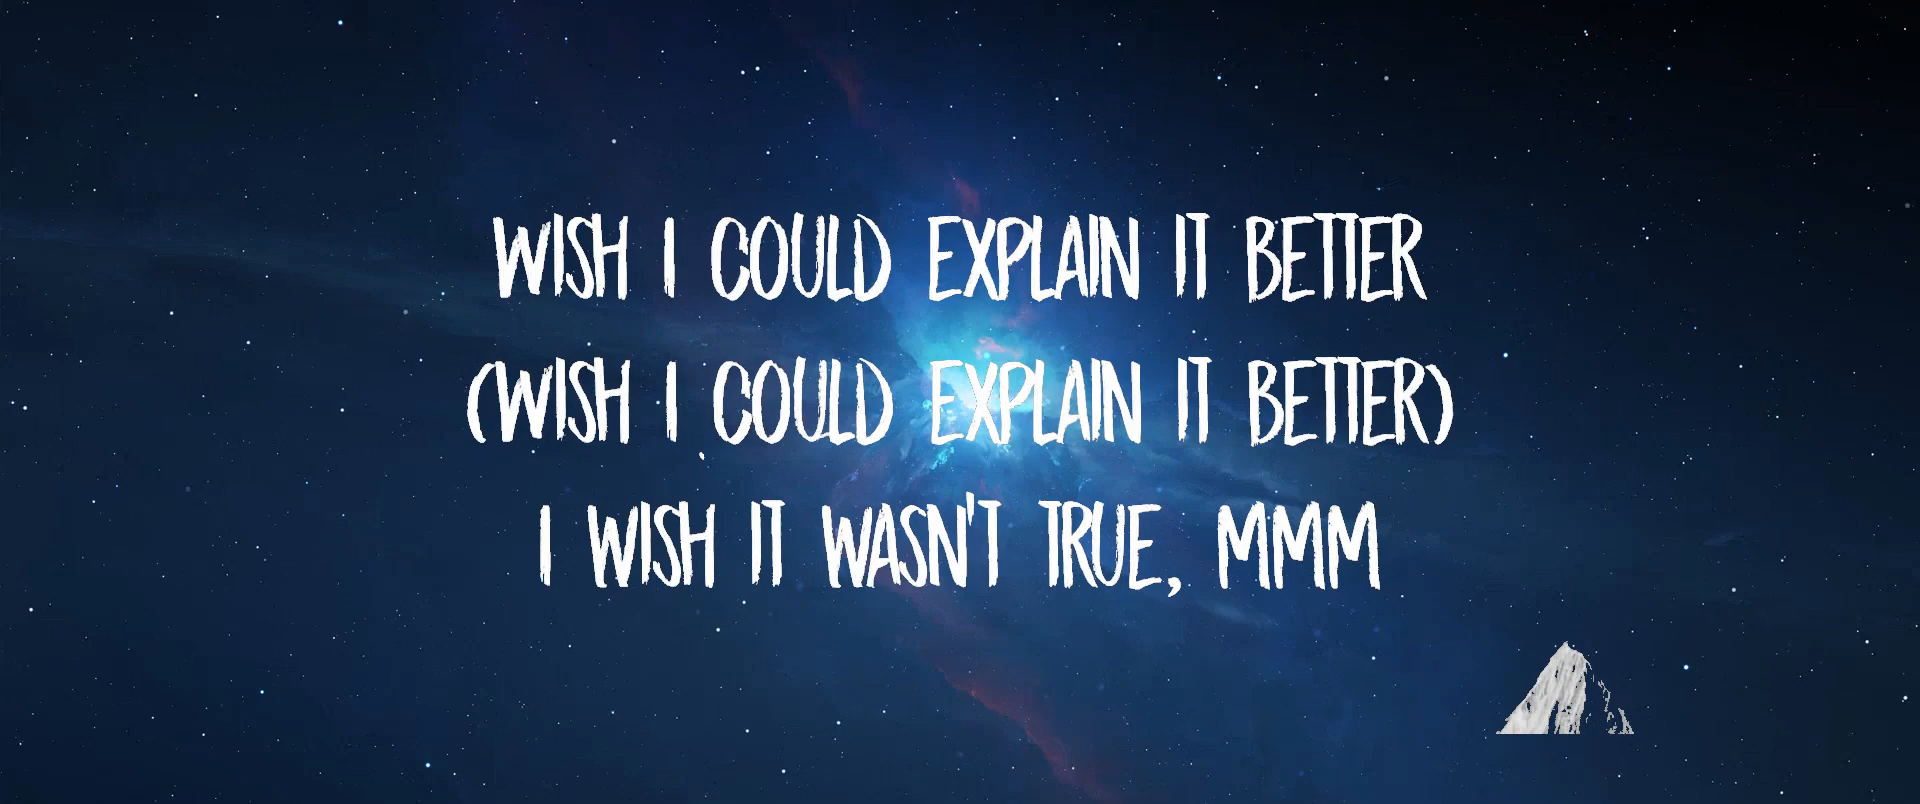 WISH I COULD EXPLAIN IT BETTER
(WISH I COULD EXPLAIN IT BETTER)
I WISH IT WASN'T TRUE, MMM